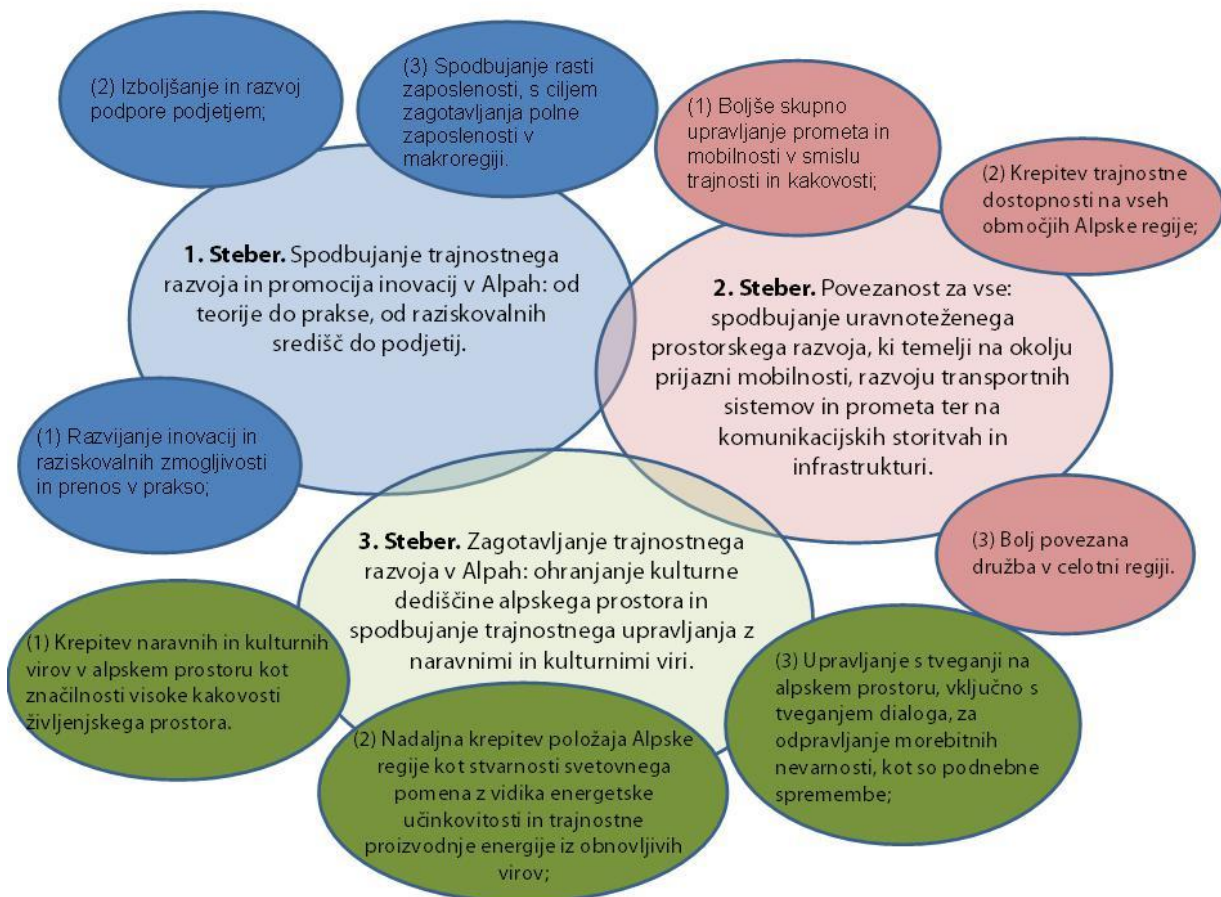 (2) Izboljšanje in razvoj
podpore podjetjem;
(3) Spodbujanje rasti
zaposlenosti, s ciljem
zagotavljanja polne
zaposlenosti v
makroregiji.
1. Steber. Spodbujanje trajnostnega
razvoja in promocija inovacij v Alpah: od
teorije do prakse, od raziskovalnih
središč do podjetij.
(1) Razvijanje inovacij in
raziskovalnih zmogljivosti
in prenos v prakso;
(1) Boljše skupno
upravljanje prometa in
mobilnosti v smislu
trajnosti in kakovosti;
(2) Krepitev trajnostne
dostopnosti na vseh
območjih Alpske regije;
2. Steber. Povezanost za vse:
spodbujanje uravnoteženega
prostorskega razvoja, ki temelji na okolju
prijazni mobilnosti, razvoju transportnih
sistemov in prometa ter na
komunikacijskih storitvah in
infrastrukturi.
(3) Bolj povezana
družba v celotni regiji.
3. Steber. Zagotavljanje trajnostnega
razvoja v Alpah: ohranjanje kulturne
dediščine alpskega prostora in
spodbujanje trajnostnega upravljanja z
naravnimi in kulturnimi viri.
(1) Krepitev naravnih in kulturnih
virov v alpskem prostoru kot
značilnosti visoke kakovosti
življenjskega prostora.
(2) Nadaljna krepitev položaja Alpske
regije kot stvarnosti svetovnega
pomena z vidika energetske
učinkovitosti in trajnostne
proizvodnje energije iz obnovljivih
virov;
(3) Upravljanje s tveganji na
alpskem prostoru, vključno s
tveganjem dialoga, za
odpravljanje morebitnih
nevarnosti, kot so podnebne
spremembe;